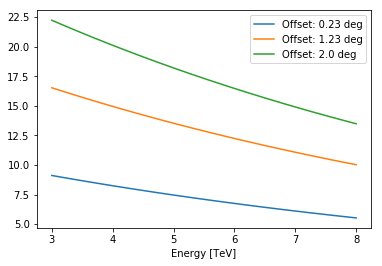 22.5
20.0
17.5
15.0
12.5
10.0
7.5
5.0
3 4 5 6 7 8
Energy [TeV]
Offset: 0.23 deg
Offset: 1.23 deg
Offset: 2.0 deg